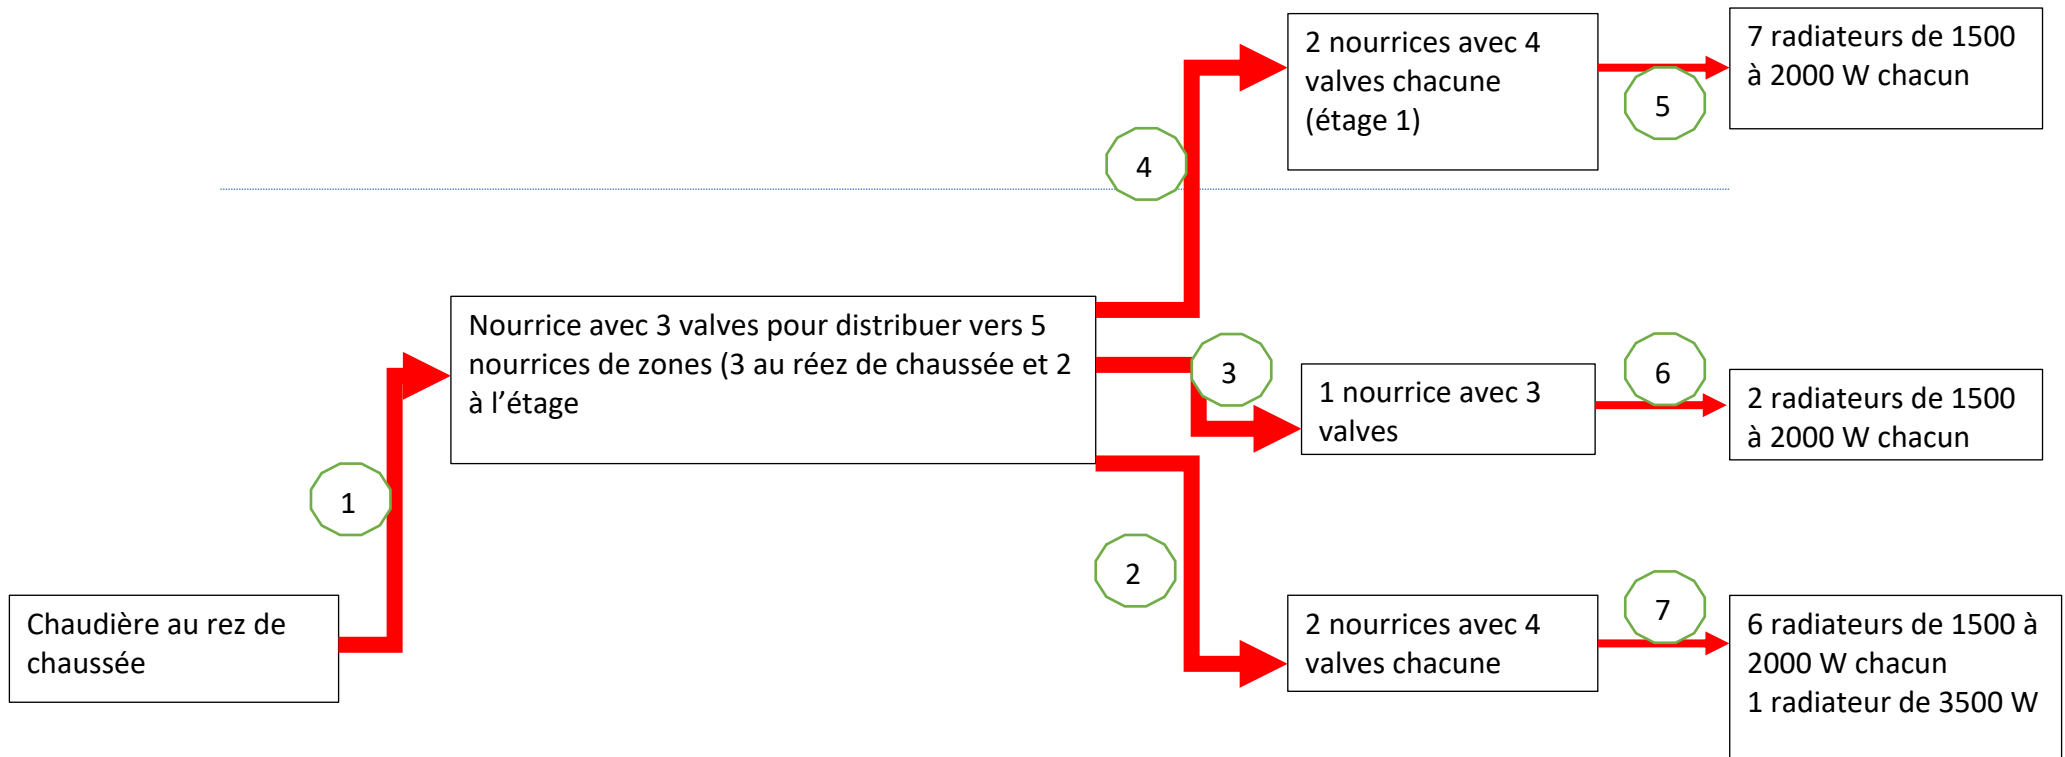 2 nourrices avec 4
valves chacune
(étage 1)
7 radiateurs de 1500
à 2000 W chacun
5
4
Nourrice avec 3 valves pour distribuer vers 5
nourrices de zones (3 au réez de chaussée et 2
à l’étage
3
1 nourrice avec 3
valves
6
2 radiateurs de 1500
à 2000 W chacun
1
2
Chaudière au rez de
chaussée
2 nourrices avec 4
valves chacune
7
6 radiateurs de 1500 à
2000 W chacun
1 radiateur de 3500 W